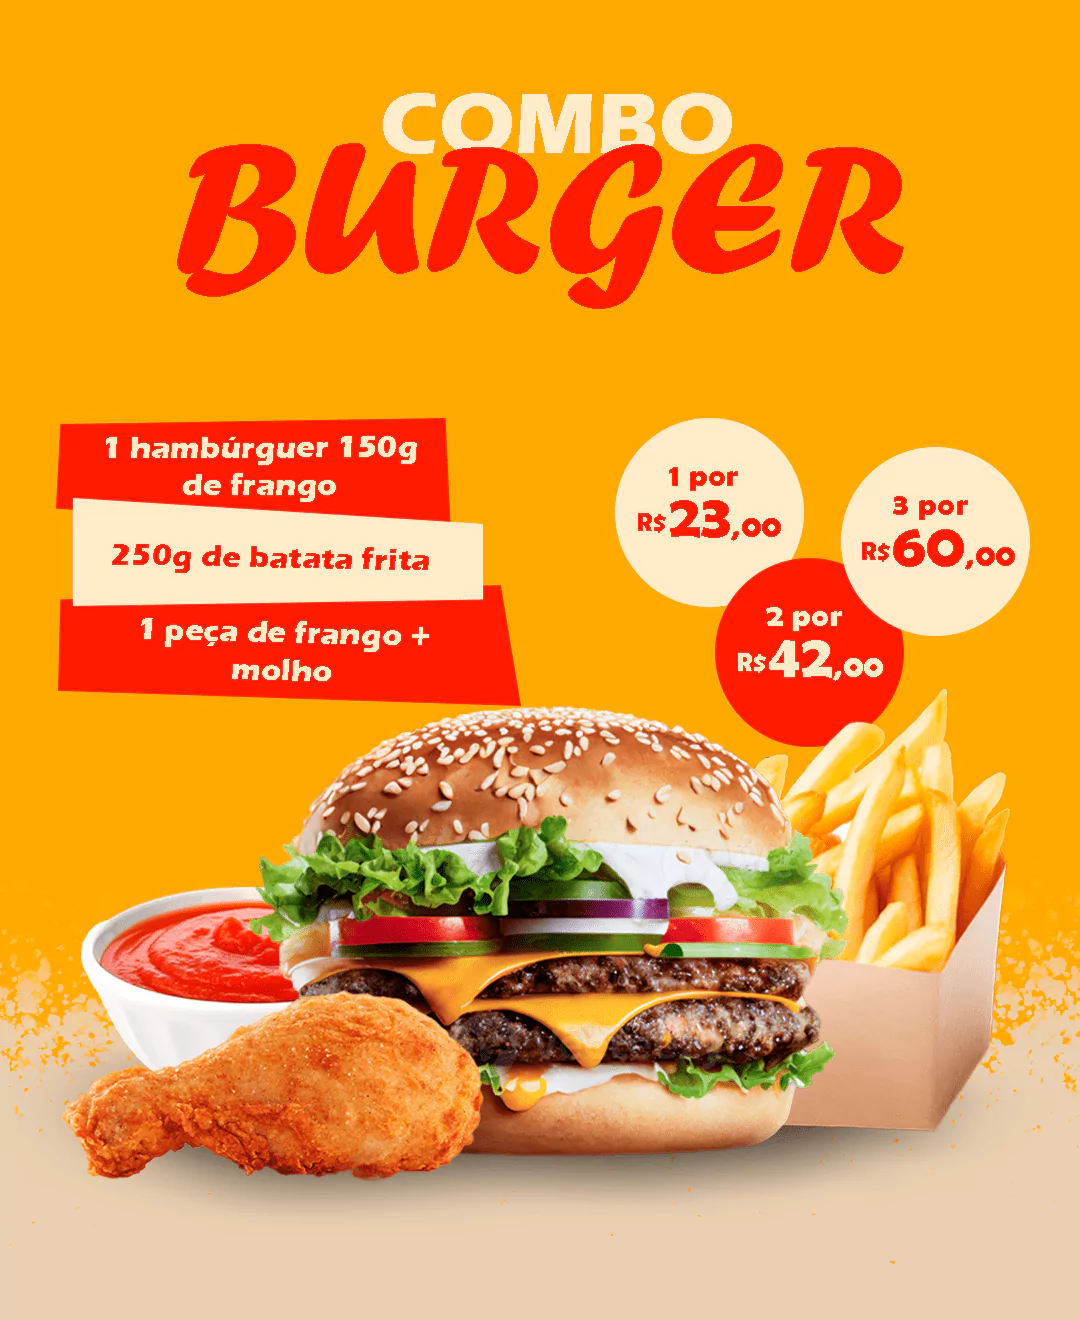 COMBO
BURGER
1 hambúrguer 150g
de frango
250g de batata frita
1 peça de frango +
molho
1 por
R$23,00
3 por
R$60,00
2 por
R$42,00